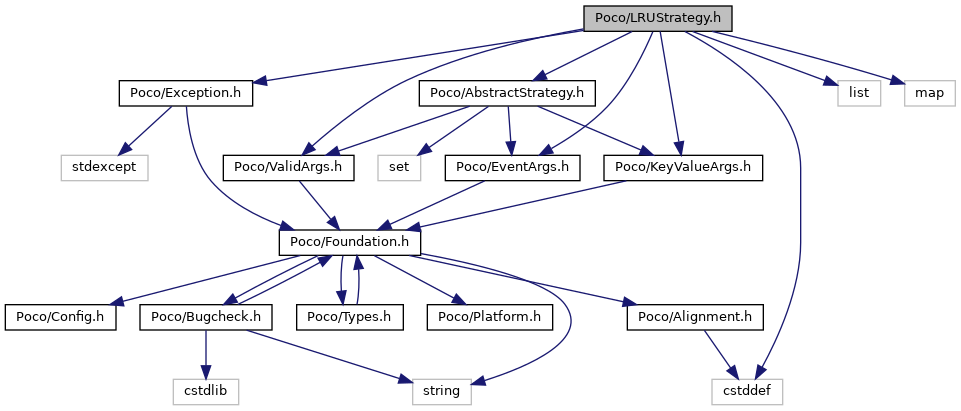 Poco/LRUStrategy.h
Poco/Exception.h
Poco/AbstractStrategy.h
list
map
stdexcept
Poco/ValidArgs.h
set
Poco/EventArgs.h
Poco/KeyValueArgs.h
Poco/Foundation.h
Poco/Config.h
Poco/Bugcheck.h
Poco/Types.h
Poco/Platform.h
Poco/Alignment.h
cstdlib
string
cstddef